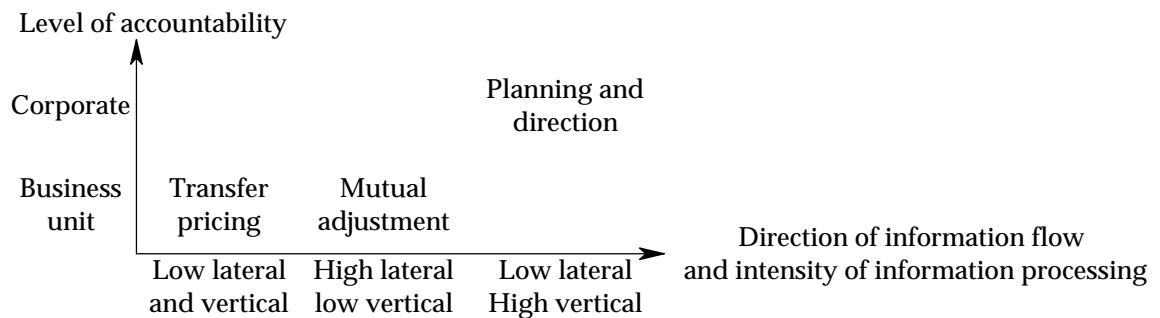 Level of accountability
Corporate
Planning and
direction
Business
unit
Transfer
pricing
Mutual
adjustment
Low lateral
and vertical
High lateral
low vertical
Low lateral
High vertical
Direction of information flow
and intensity of information processing